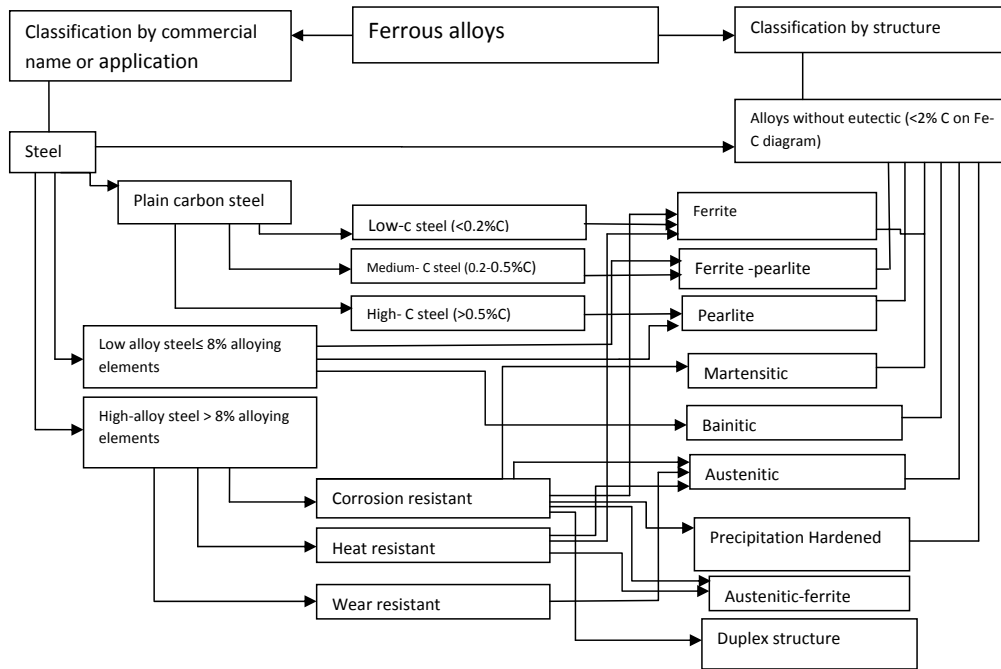 Classification by commercial
name or application
Ferrous alloys
Classification by structure
Alloys without eutectic (<2% C on Fe-
C diagram)
Steel
Plain carbon steel
Low-c steel (<0.2%C)
Ferrite
Medium- C steel (0.2-0.5%C)
Ferrite -pearlite
High- C steel (>0.5%C)
Pearlite
Low alloy steel≤ 8% alloying
elements
Martensitic
High-alloy steel > 8% alloying
elements
Bainitic
Corrosion resistant
Austenitic
Heat resistant
Precipitation Hardened
Wear resistant
Austenitic-ferrite
Duplex structure